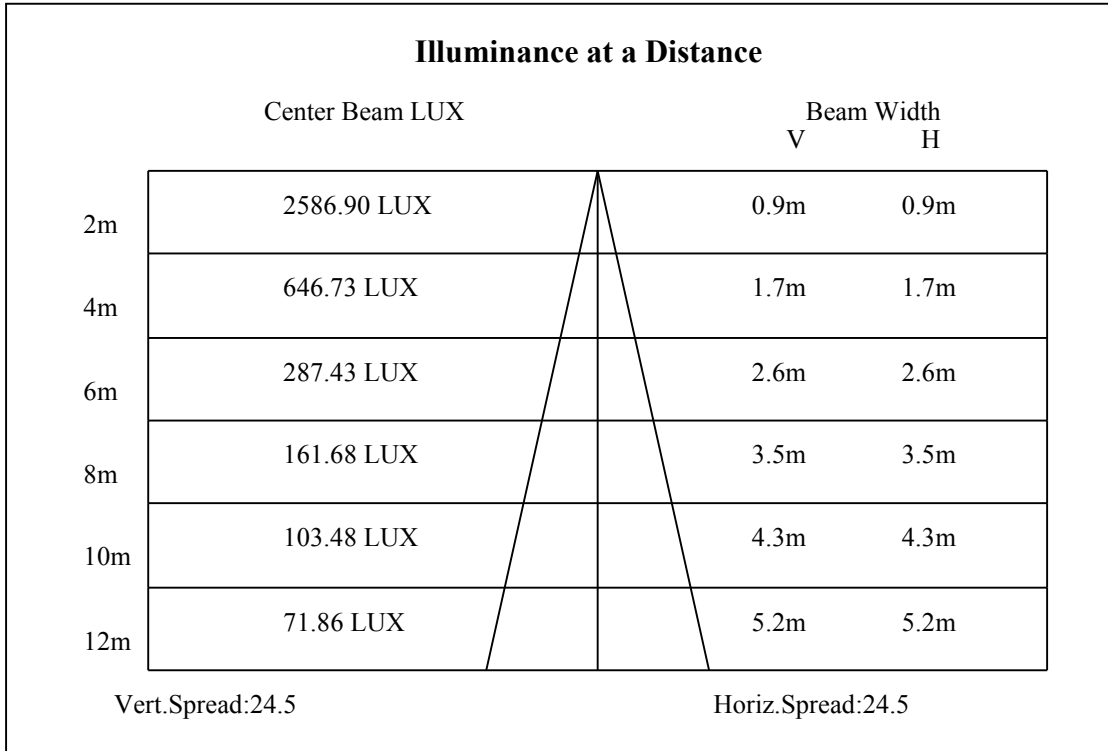 Illuminance at a Distance
Center Beam LUX Beam Width
V H
2m 2586.90 LUX 0.9m 0.9m
4m 646.73 LUX 1.7m 1.7m
6m 287.43 LUX 2.6m 2.6m
8m 161.68 LUX 3.5m 3.5m
10m 103.48 LUX 4.3m 4.3m
12m 71.86 LUX 5.2m 5.2m
Vert.Spread:24.5 Horiz.Spread:24.5